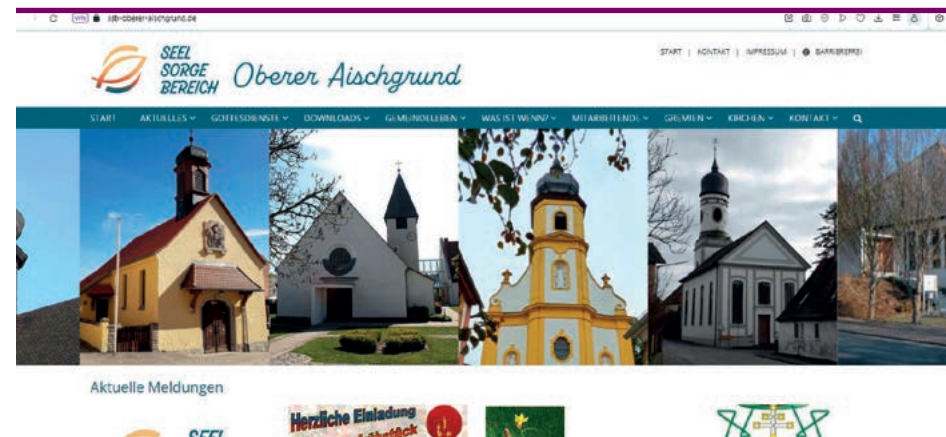 VPN ssb-oberer-aischgrund.de
SEEL
SORGE
BEREICH Oberer Aischgrund
START | KONTAKT | IMPRESSUM | BARRIEREFREI
START AKTUELLES GOTTESDIENSTE DOWNLOADS GEMEINDELEBEN WAS IST WENN? MITARBEITENDE GREMIEN KIRCHEN KONTAKT
Aktuelle Meldungen
SEEL
Herzliche Einladung